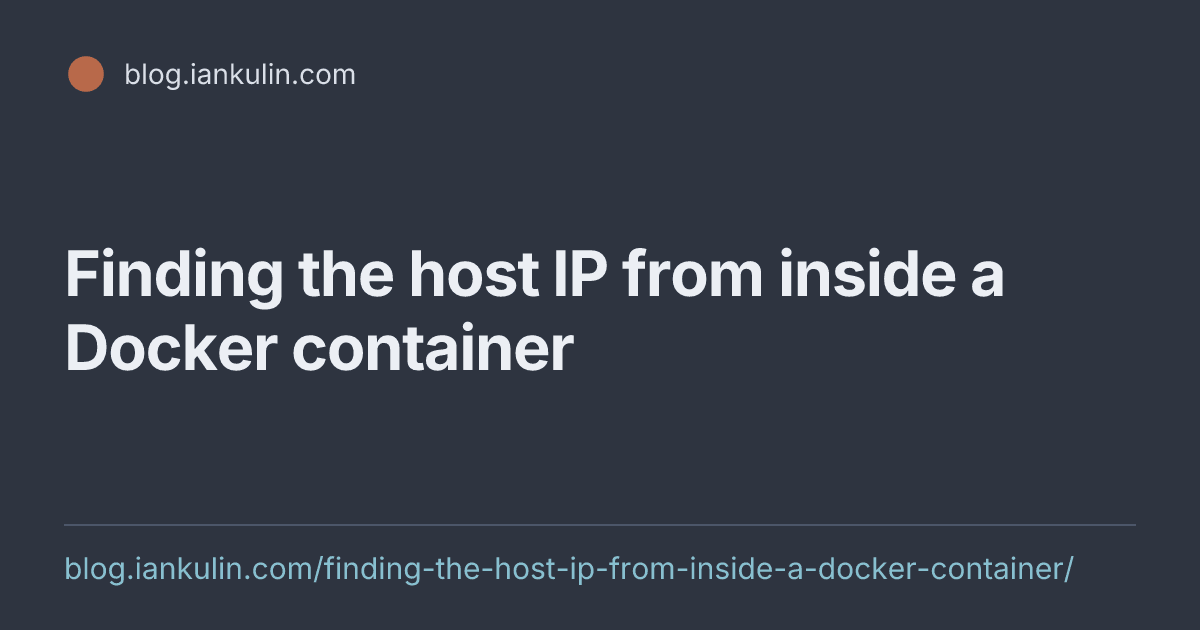 blog.iankulin.com
Finding the host IP from inside a
Docker container
blog.iankulin.com/finding-the-host-ip-from-inside-a-docker-container/